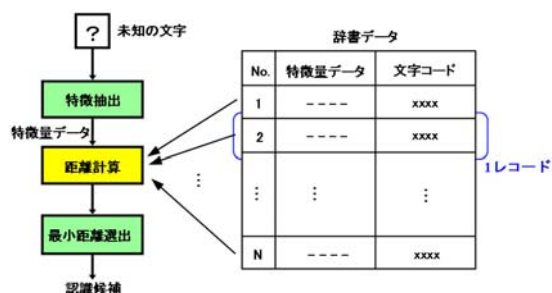 ?
未知の文字
特徴抽出
特徴量データ
距離計算
最小距離選出
認識候補
辞書データ
No. 特徴量データ 文字コード
1 ---- xxxx
2 ---- xxxx
⋮ ⋮ ⋮
N ---- xxxx
⋮
1レコード